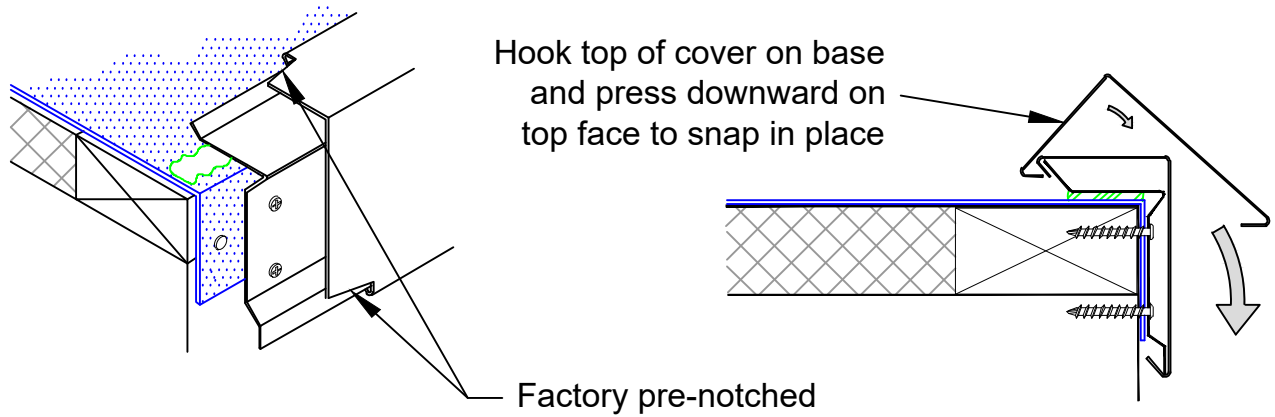 Hook top of cover on base
and press downward on
top face to snap in place
Factory pre-notched